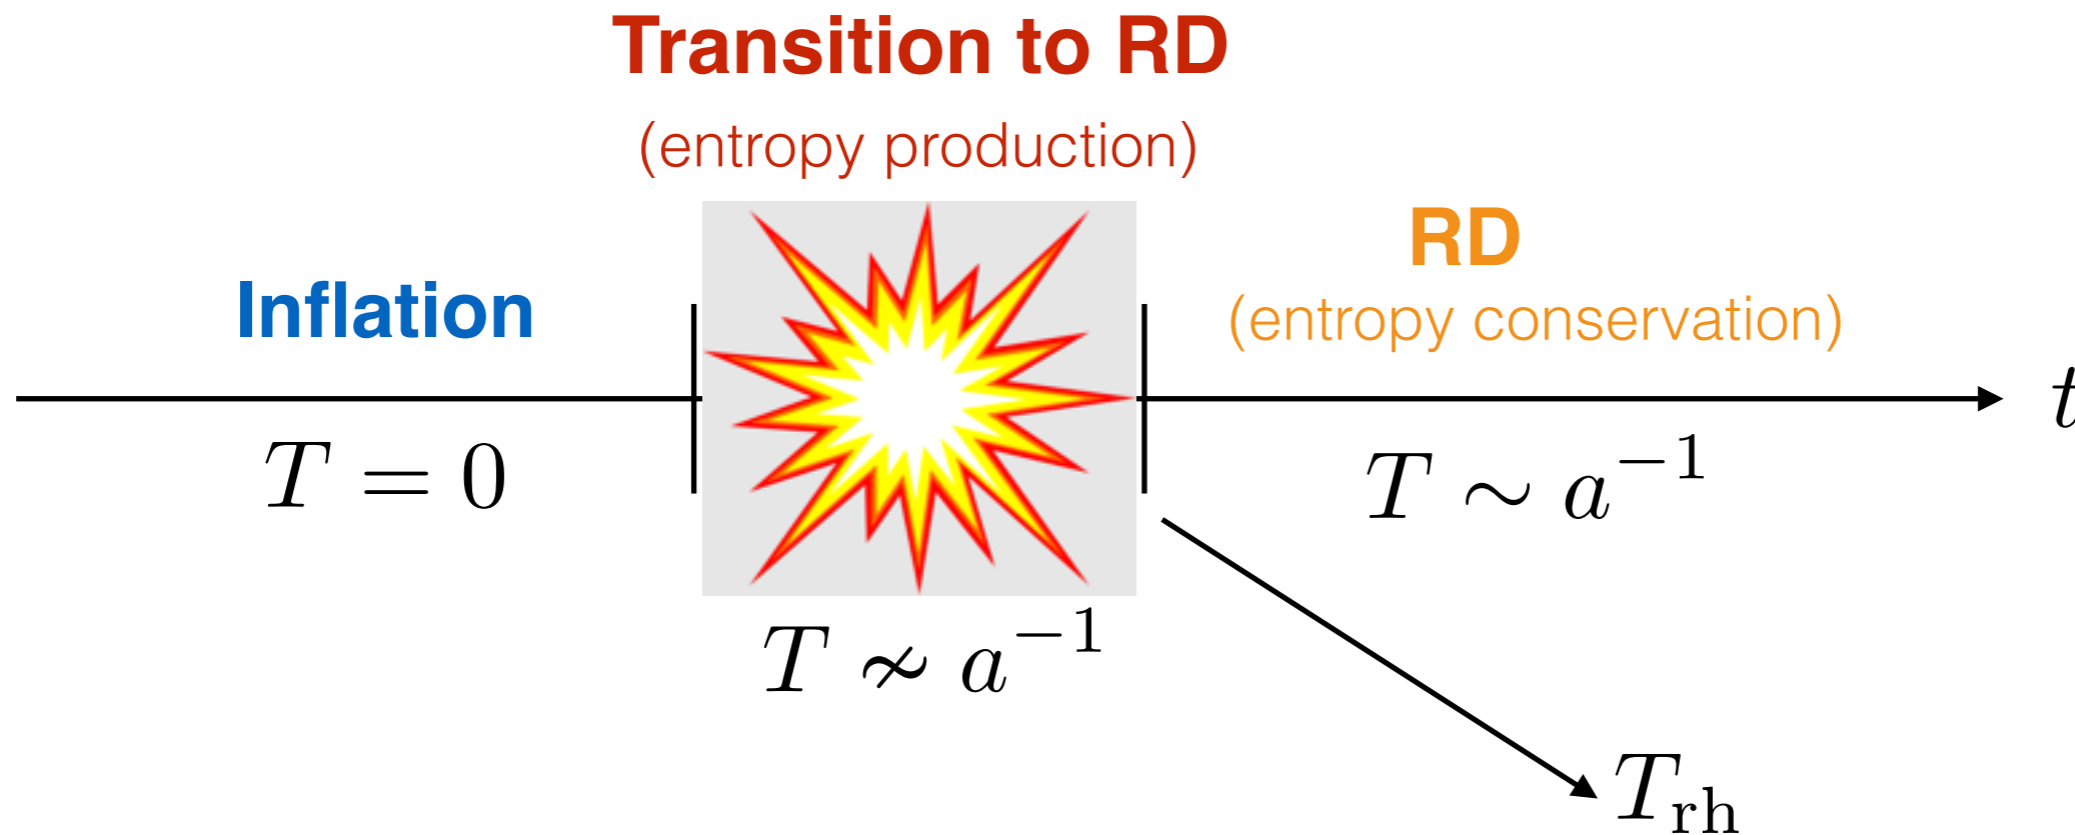 Transition to RD
(entropy production)
RD
Inflation
(entropy conservation)
t
T = 0
T ∼ a⁻¹
T ≁ a⁻¹
T_rh